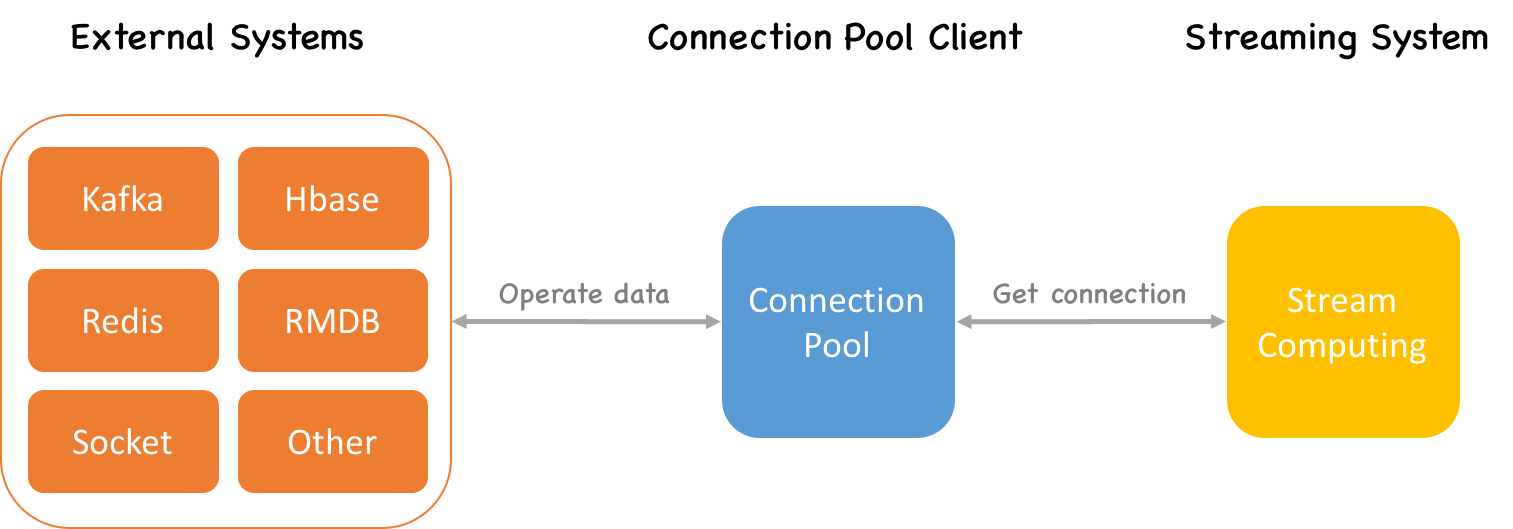 External Systems
Connection Pool Client
Streaming System
Kafka
Hbase
Redis
RMDB
Socket
Other
Operate data
Connection
Pool
Get connection
Stream
Computing